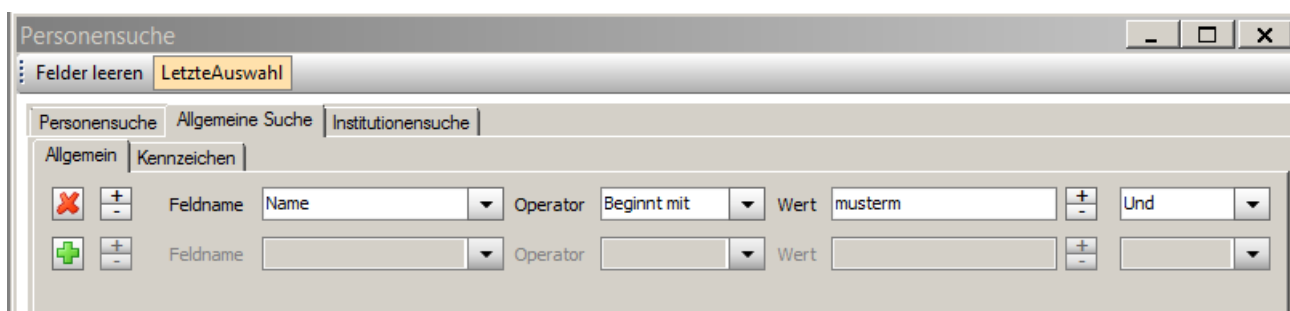 Personensuche
Felder leeren LetzteAuswahl
Personensuche Allgemeine Suche Institutionensuche
Allgemein Kennzeichen
+ - Feldname Name Operator Beginnt mit Wert musterm + - Und
+ - Feldname Operator Wert + -